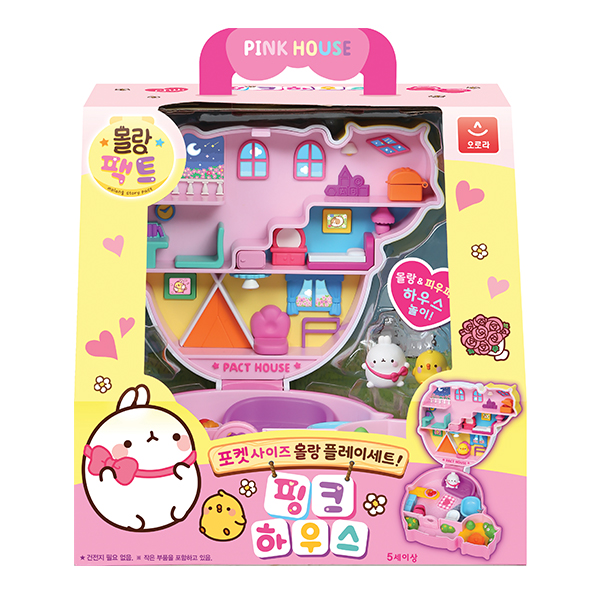 PINK HOUSE
몰랑
팩트
molang story pact
오로라
몰랑&피우피우
하우스
놀이!
PACT HOUSE
포켓 사이즈 몰랑 플레이세트!
PACT HOUSE
핑크
하우스
★ 건전지 필요 없음. ※ 작은 부품을 포함하고 있음.
5세이상